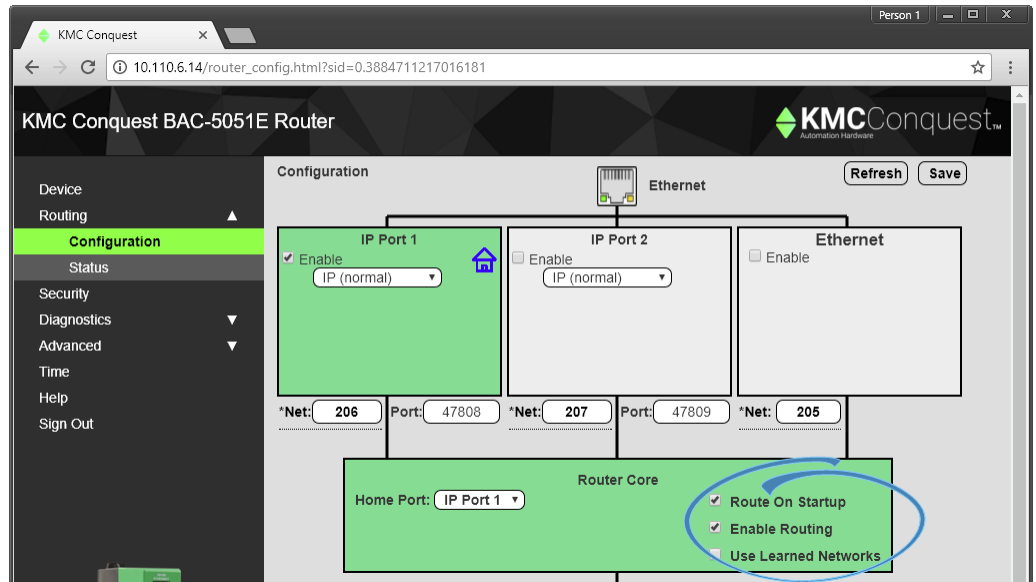 Person 1
KMC Conquest
10.110.6.14/router_config.html?sid=0.3884711217016181
KMC Conquest BAC-5051E Router
KMCConquest™
Automation Hardware
Device
Routing
Configuration
Status
Security
Diagnostics
Advanced
Time
Help
Sign Out
Configuration
Ethernet
Refresh
Save
IP Port 1
Enable
IP (normal)
*Net: 206 Port: 47808
IP Port 2
Enable
IP (normal)
*Net: 207 Port: 47809
Ethernet
Enable
*Net: 205
Router Core
Home Port: IP Port 1
Route On Startup
Enable Routing
Use Learned Networks